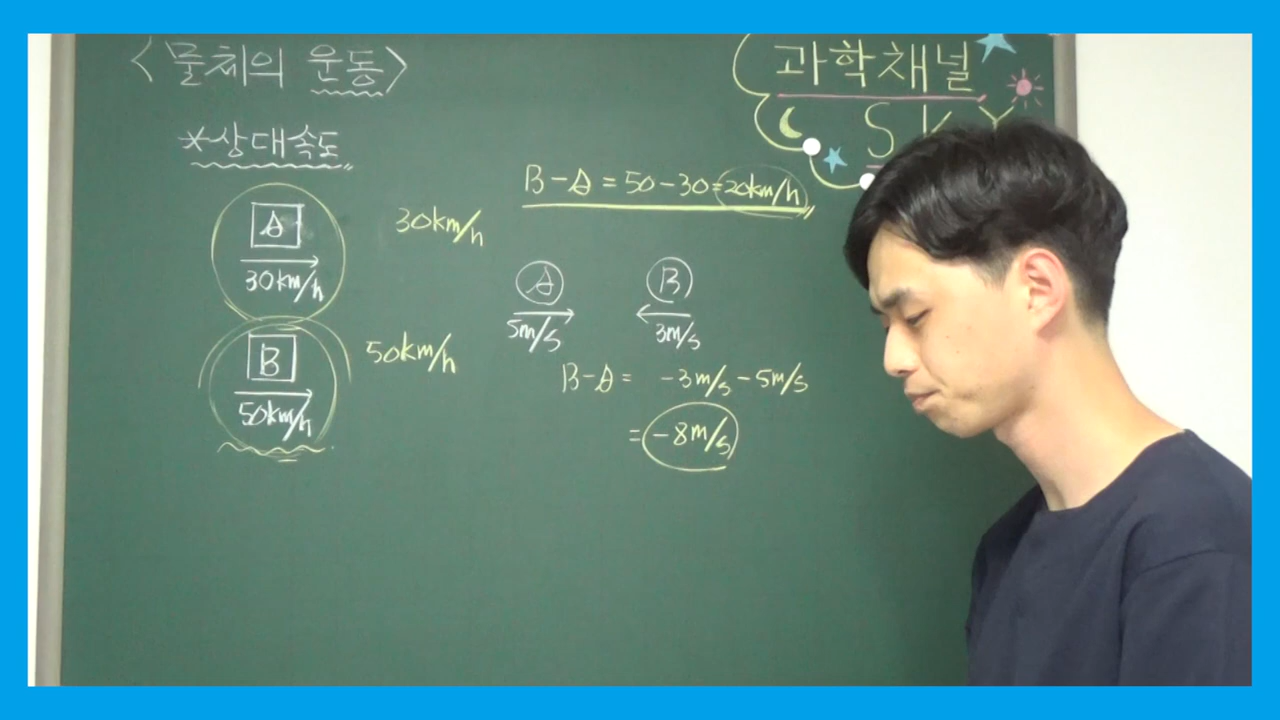 <물체의 운동>
*상대속도
A
30km/h
30km/h
B
50km/h
50km/h
B-A=50-30=20km/h
A
5m/s
B
3m/s
B-A= -3m/s-5m/s
= -8m/s
과학채널
SKY